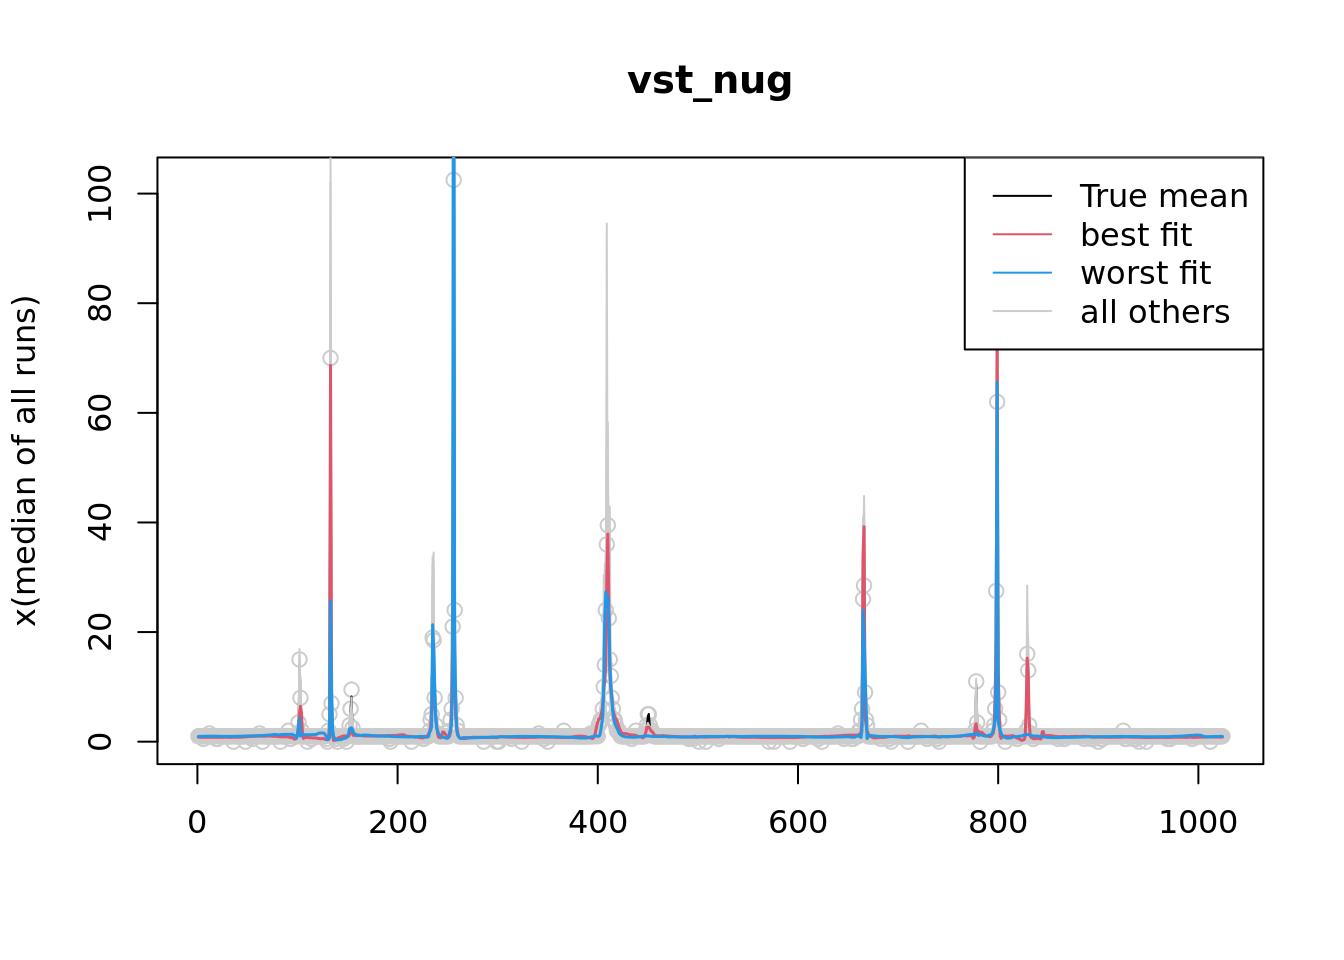 vst_nug
x(median of all runs)
100
80
60
40
20
0
True mean
best fit
worst fit
all others
0 200 400 600 800 1000